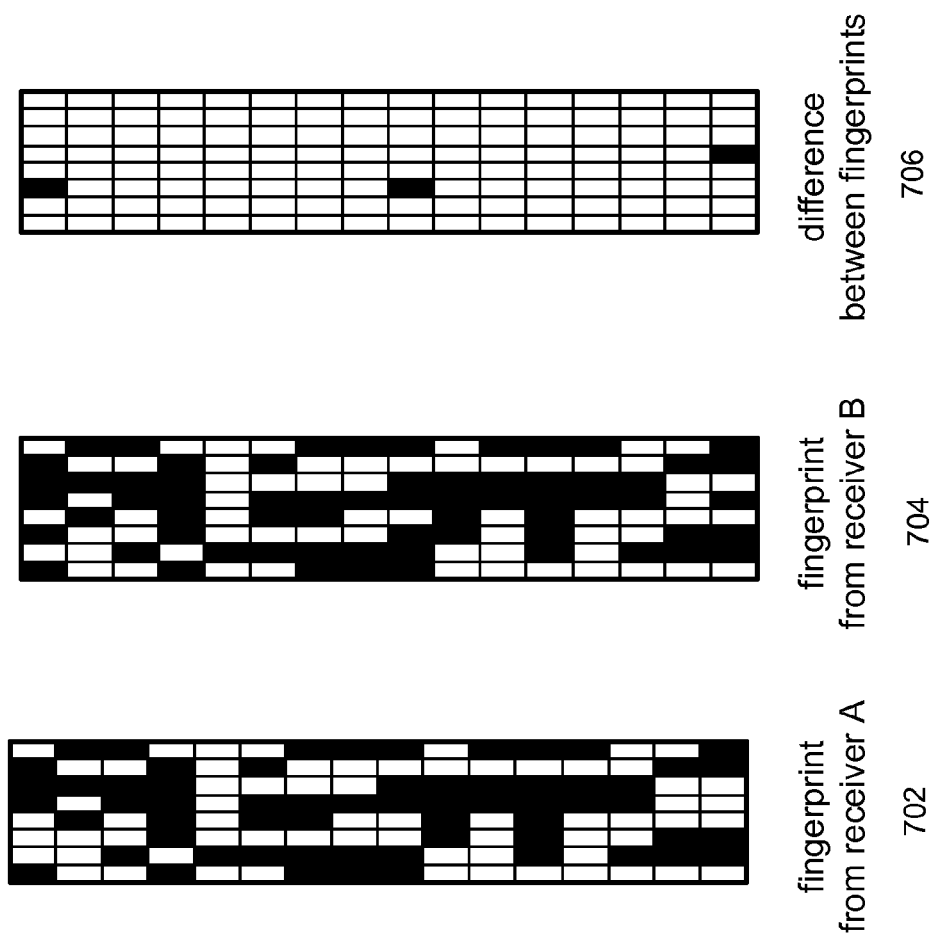 fingerprint
from receiver A
702
fingerprint
from receiver B
704
difference
between fingerprints
706